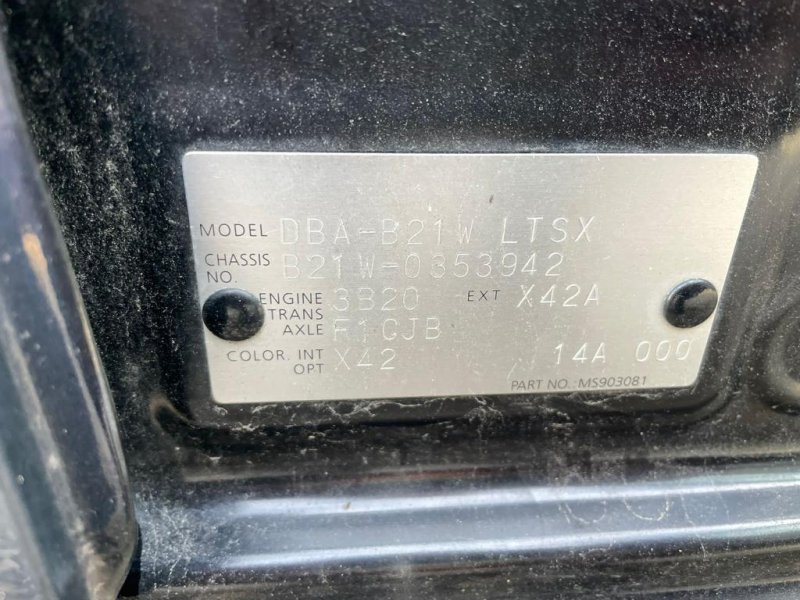 MODEL DBA-B21W LTSX
CHASSIS NO. B21W-0353942
ENGINE 3B20 EXT X42A
TRANS AXLE F1CJB
COLOR. INT OPT X42 14A 000
PART NO.:MS903081